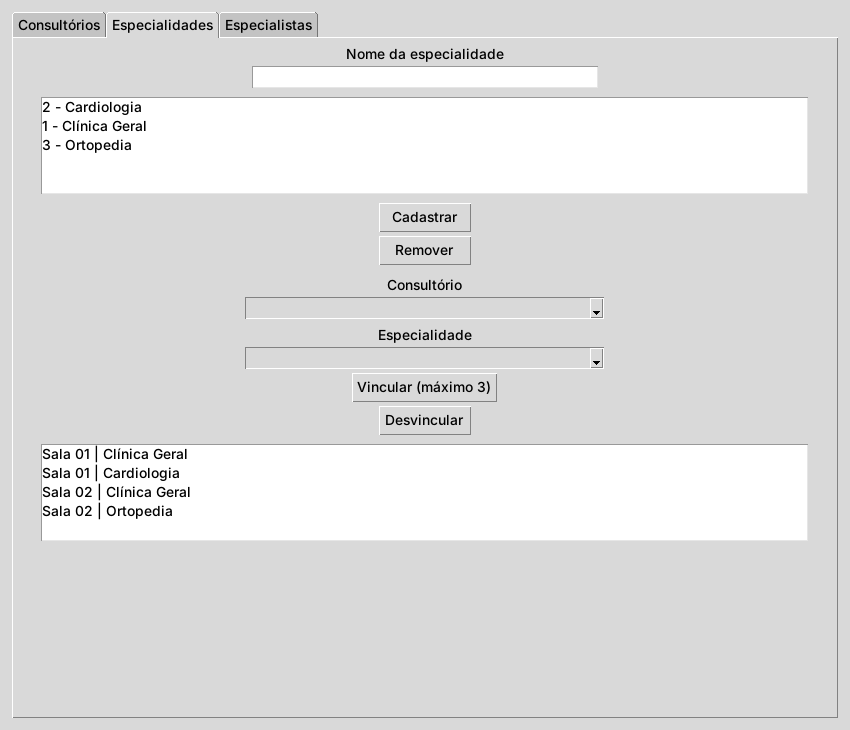 Consultórios Especialidades Especialistas
Nome da especialidade
2 - Cardiologia
1 - Clínica Geral
3 - Ortopedia
Cadastrar
Remover
Consultório
Especialidade
Vincular (máximo 3)
Desvincular
Sala 01 | Clínica Geral
Sala 01 | Cardiologia
Sala 02 | Clínica Geral
Sala 02 | Ortopedia